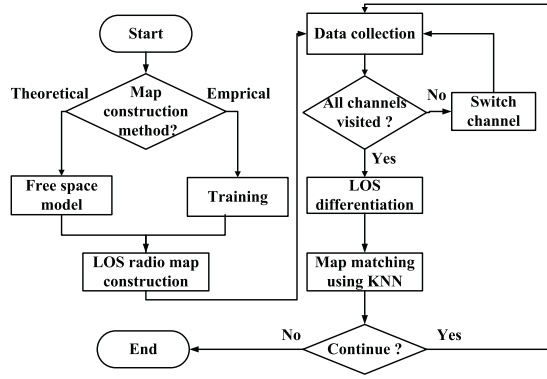 Start
Theoretical
Map
construction
method?
Emprical
Free space
model
Training
LOS radio map
construction
Data collection
All channels
visited ?
No
Switch
channel
Yes
LOS
differentiation
Map matching
using KNN
Continue ?
No
Yes
End